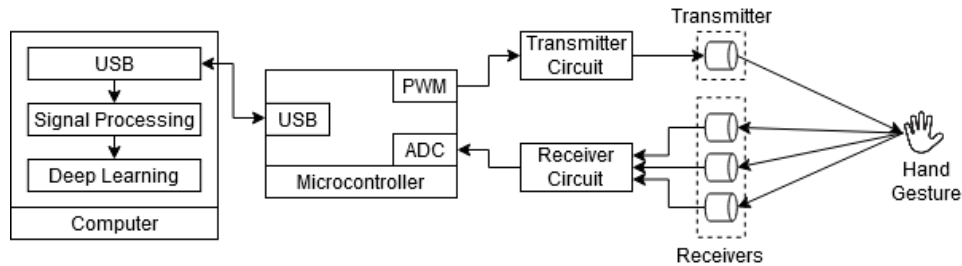 USB
Signal Processing
Deep Learning
Computer
PWM
USB
ADC
Microcontroller
Transmitter
Circuit
Receiver
Circuit
Transmitter
Receivers
Hand
Gesture